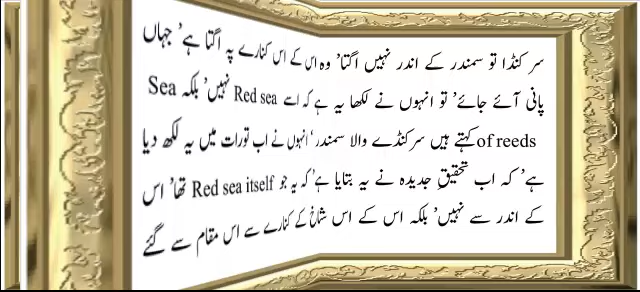 سرکنڈا تو سمندر کے اندر نہیں اگتا‘ وہ اس کے اس کنارے پہ اگتا ہے‘ جہاں
پانی آئے جائے‘ تو انہوں نے لکھا یہ ہے کہ اسے Red sea نہیں‘ بلکہ Sea
of reeds کہتے ہیں سرکنڈے والا سمندر‘ انہوں نے اب تورات میں یہ لکھ دیا
ہے‘ کہ اب تحقیق جدیدہ نے یہ بتایا ہے‘ کہ یہ جو Red sea itself تھا‘ اس
کے اندر سے نہیں‘ بلکہ اس کے اس شاخ کے کنارے سے اس مقام سے گئے